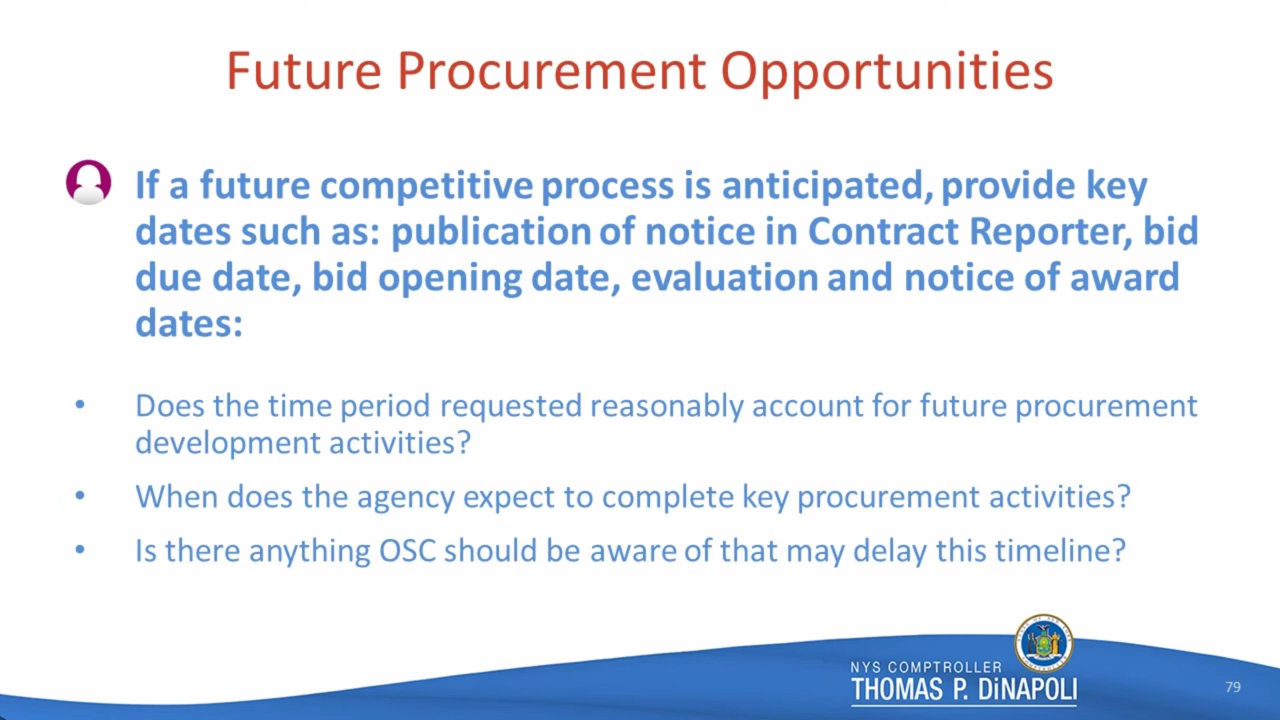 Future Procurement Opportunities
If a future competitive process is anticipated, provide key
dates such as: publication of notice in Contract Reporter, bid
due date, bid opening date, evaluation and notice of award
dates:
• Does the time period requested reasonably account for future procurement
development activities?
• When does the agency expect to complete key procurement activities?
• Is there anything OSC should be aware of that may delay this timeline?
NYS COMPTROLLER
THOMAS P. DiNAPOLI
79